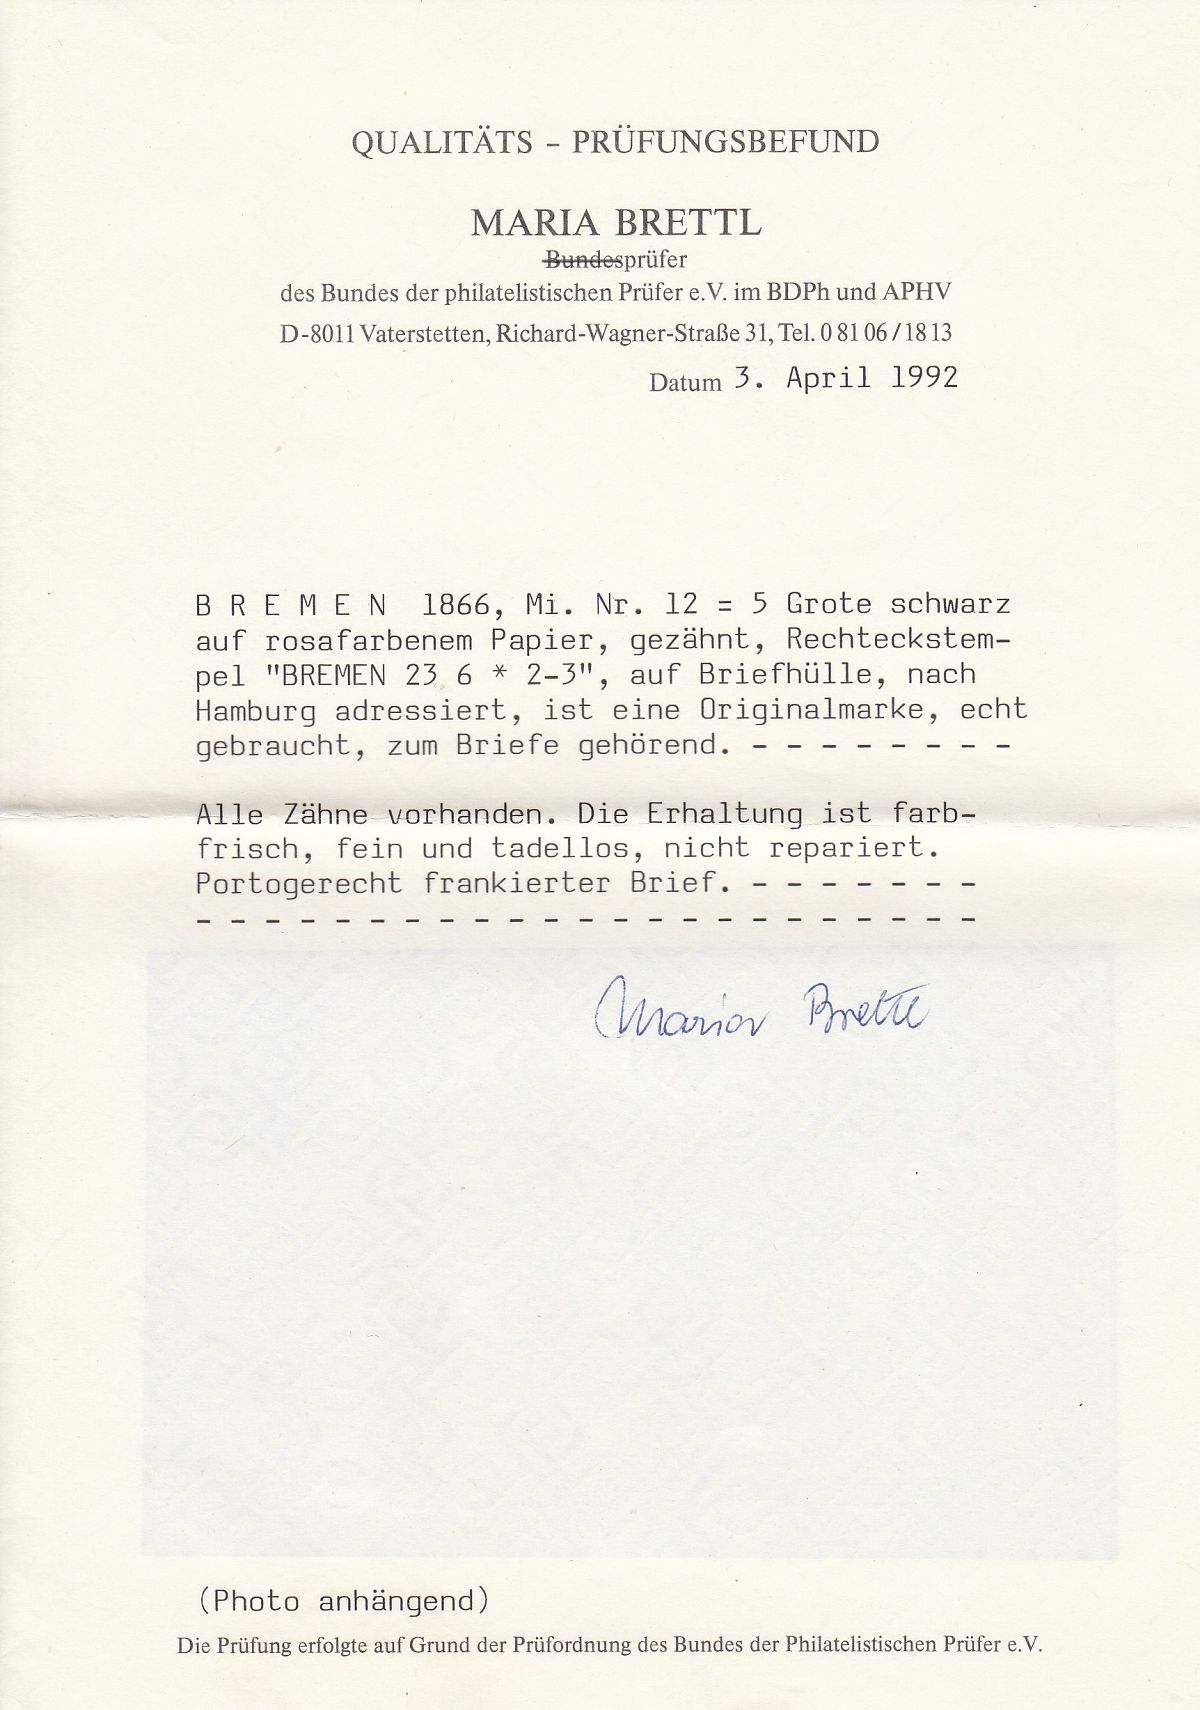 QUALITÄTS – PRÜFUNGSBEFUND
MARIA BRETTL
Bundesprüfer
des Bundes der philatelistischen Prüfer e.V. im BDPh und APHV
D-8011 Vaterstetten, Richard-Wagner-Straße 31, Tel. 0 81 06 / 18 13
Datum 3. April 1992
B R E M E N 1866, Mi. Nr. 12 = 5 Grote schwarz
auf rosafarbenem Papier, gezähnt, Rechteckstem-
pel "BREMEN 23 6 * 2-3", auf Briefhülle, nach
Hamburg adressiert, ist eine Originalmarke, echt
gebraucht, zum Briefe gehörend. - - - - - - - -
Alle Zähne vorhanden. Die Erhaltung ist farb-
frisch, fein und tadellos, nicht repariert.
Portogerecht frankierter Brief. - - - - - - -
- - - - - - - - - - - - - - - - - - - - - - -
Maria Brettl
(Photo anhängend)
Die Prüfung erfolgte auf Grund der Prüfordnung des Bundes der Philatelistischen Prüfer e.V.